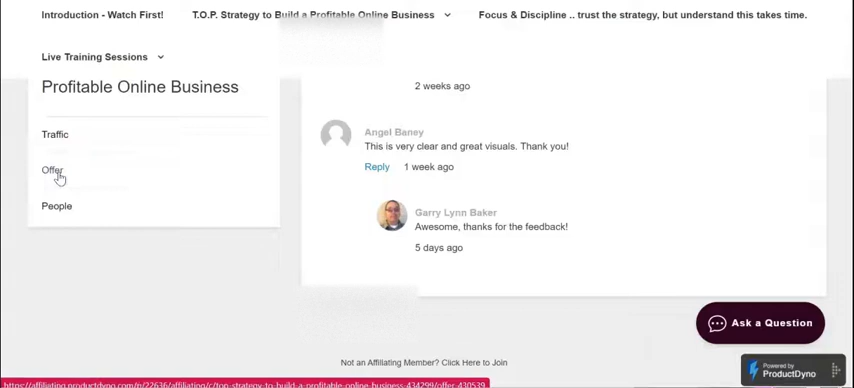 Introduction - Watch First!
T.O.P. Strategy to Build a Profitable Online Business
Focus & Discipline .. trust the strategy, but understand this takes time.
Live Training Sessions
Profitable Online Business
Traffic
Offer
People
2 weeks ago
Angel Baney
This is very clear and great visuals. Thank you!
Reply 1 week ago
Garry Lynn Baker
Awesome, thanks for the feedback!
5 days ago
Ask a Question
Not an Affiliating Member? Click Here to Join
Powered by
ProductDyno
https://affiliating.productdyno.com/n/22636/affiliating/c/top-strategy-to-build-a-profitable-online-business-434299/offer-430539